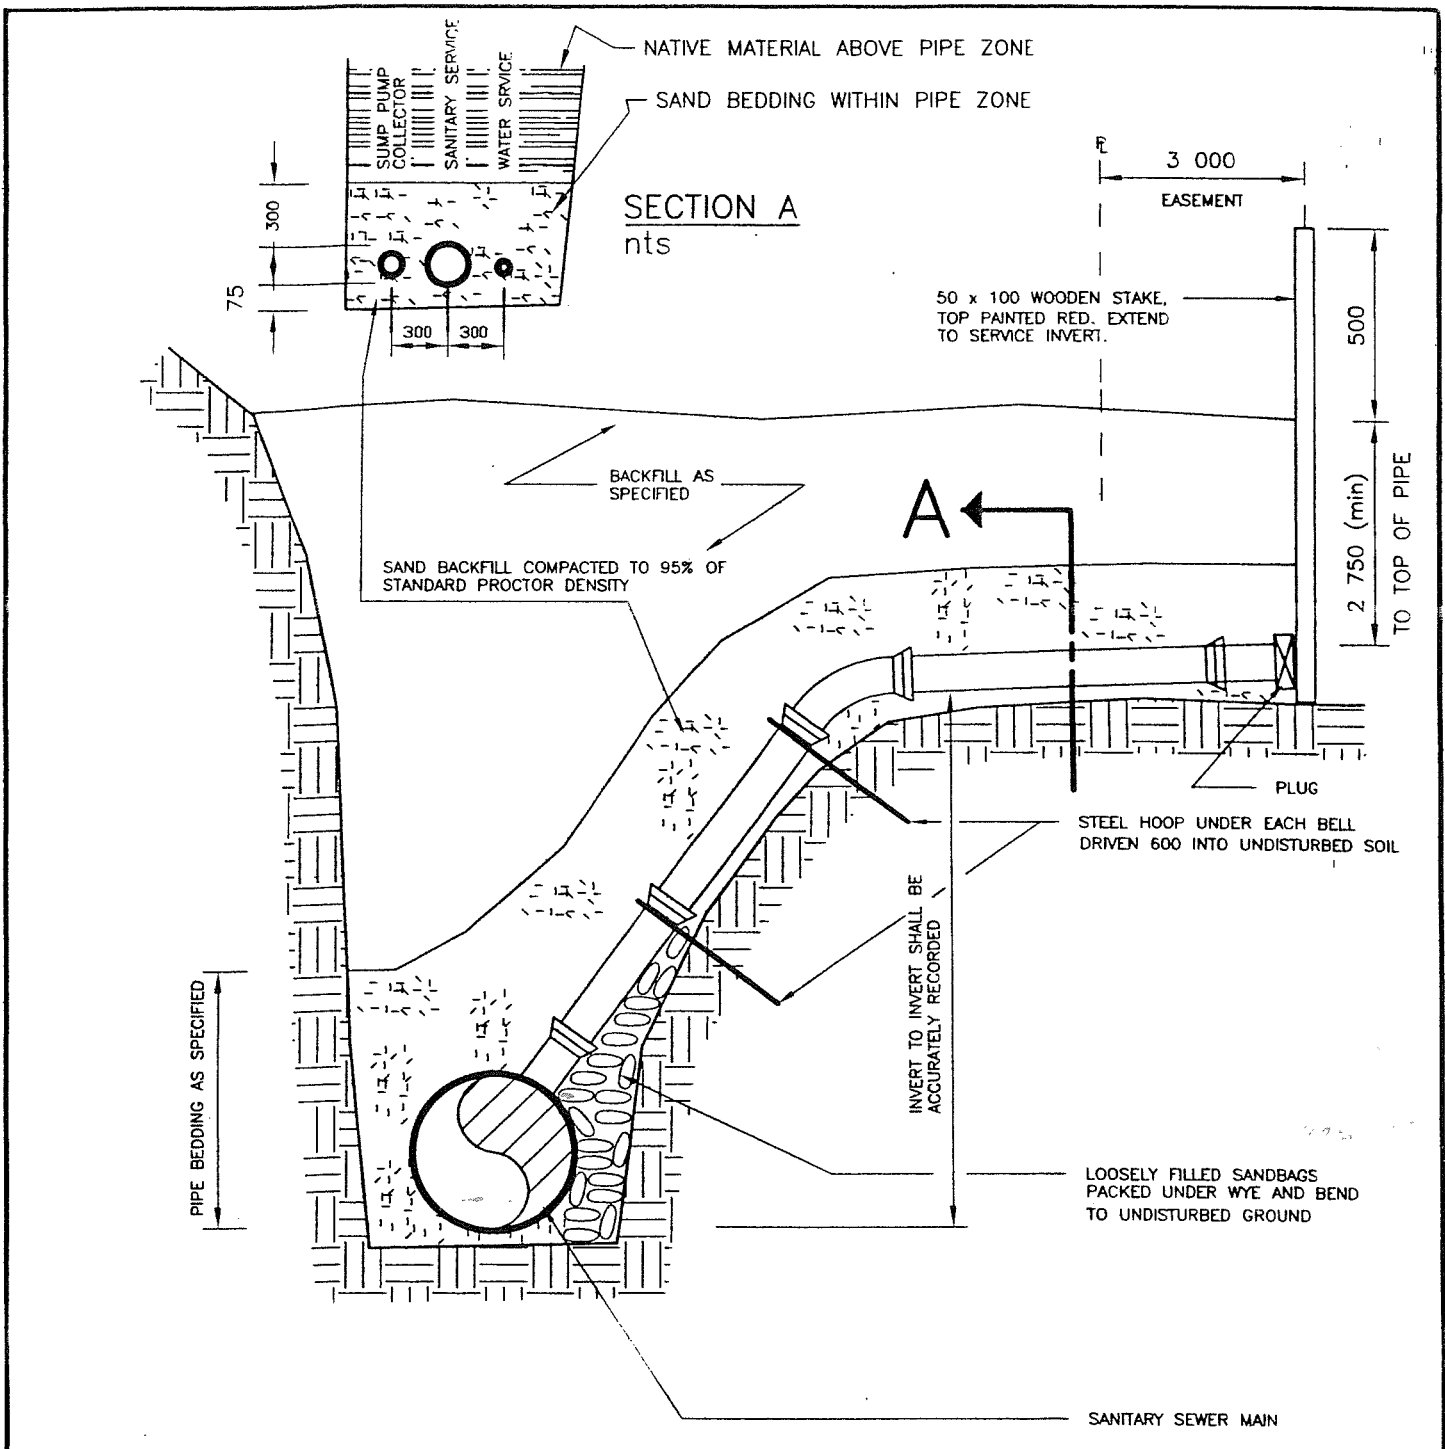 NATIVE MATERIAL ABOVE PIPE ZONE
SAND BEDDING WITHIN PIPE ZONE
SUMP PUMP
COLLECTOR
SANITARY SERVICE
WATER SRVICE
300
75
300
300
SECTION A
nts
3 000
EASEMENT
50 x 100 WOODEN STAKE,
TOP PAINTED RED. EXTEND
TO SERVICE INVERT.
500
2 750 (min)
TO TOP OF PIPE
BACKFILL AS
SPECIFIED
A
SAND BACKFILL COMPACTED TO 95% OF
STANDARD PROCTOR DENSITY
PLUG
STEEL HOOP UNDER EACH BELL
DRIVEN 600 INTO UNDISTURBED SOIL
INVERT TO INVERT SHALL BE
ACCURATELY RECORDED
PIPE BEDDING AS SPECIFIED
LOOSELY FILLED SANDBAGS
PACKED UNDER WYE AND BEND
TO UNDISTURBED GROUND
SANITARY SEWER MAIN